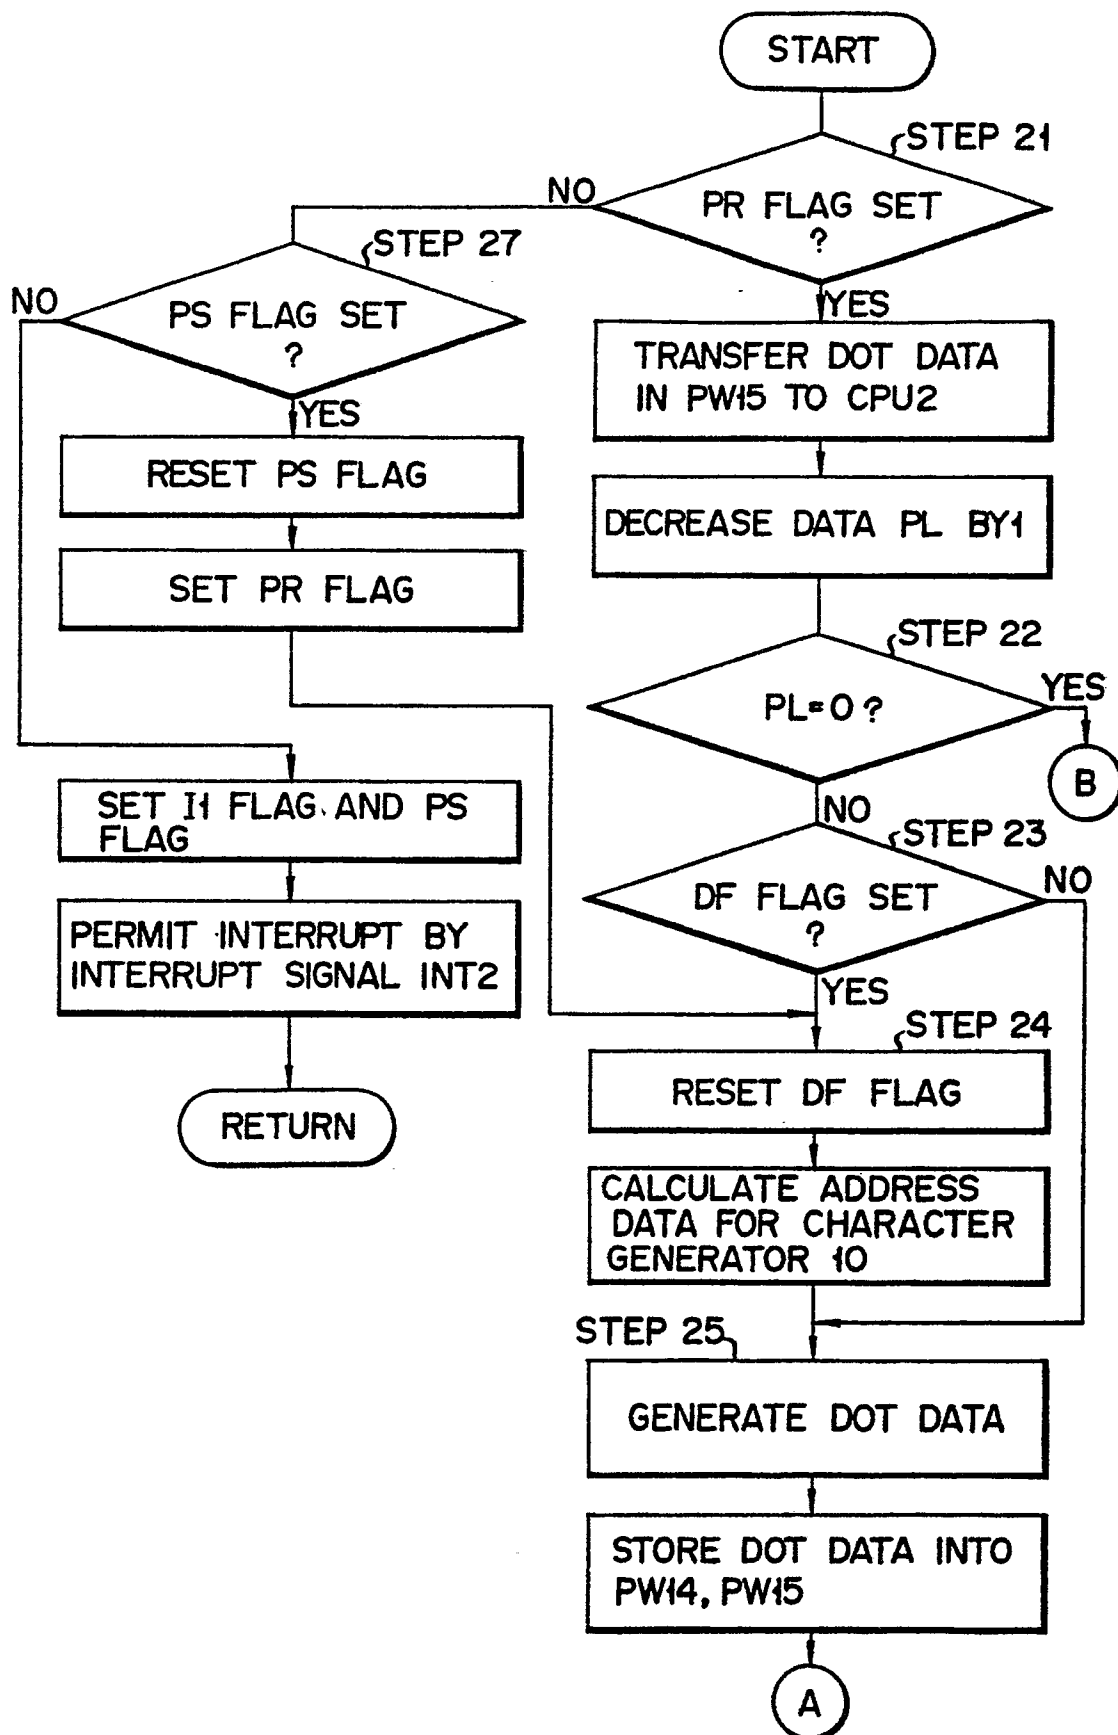 START
STEP 21
PR FLAG SET
?
NO
YES
STEP 27
PS FLAG SET
?
NO
YES
RESET PS FLAG
SET PR FLAG
SET I1 FLAG AND PS
FLAG
PERMIT INTERRUPT BY
INTERRUPT SIGNAL INT2
RETURN
TRANSFER DOT DATA
IN PW15 TO CPU2
DECREASE DATA PL BY1
STEP 22
PL=0 ?
YES
B
NO
STEP 23
DF FLAG SET
?
NO
YES
STEP 24
RESET DF FLAG
CALCULATE ADDRESS
DATA FOR CHARACTER
GENERATOR 10
STEP 25
GENERATE DOT DATA
STORE DOT DATA INTO
PW14, PW15
A